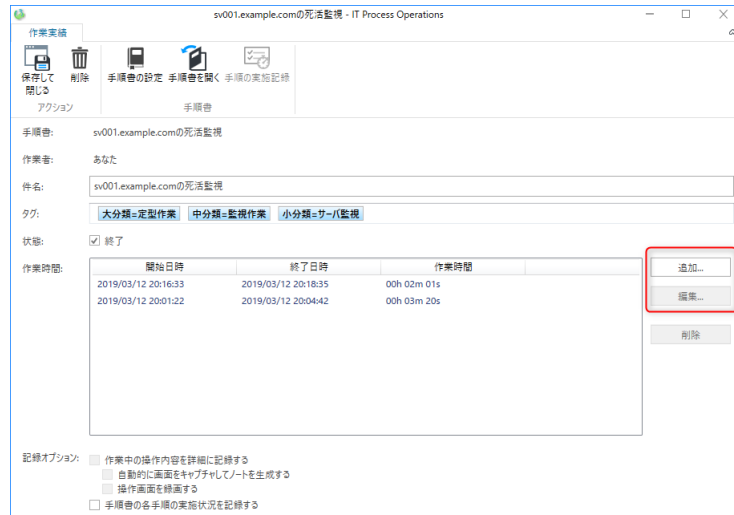 sv001.example.comの死活監視 - IT Process Operations
作業実績
保存して閉じる 削除 手順書の設定 手順書を開く 手順の実施記録
アクション 手順書
手順書: sv001.example.comの死活監視
作業者: あなた
件名: sv001.example.comの死活監視
タグ: 大分類=定型作業 中分類=監視作業 小分類=サーバ監視
状態: 終了
作業時間: 開始日時 終了日時 作業時間 追加...
2019/03/12 20:16:33 2019/03/12 20:18:35 00h 02m 01s
2019/03/12 20:01:22 2019/03/12 20:04:42 00h 03m 20s 編集...
削除
記録オプション: 作業中の操作内容を詳細に記録する
自動的に画面をキャプチャしてノートを生成する
操作画面を録画する
手順書の各手順の実施状況を記録する